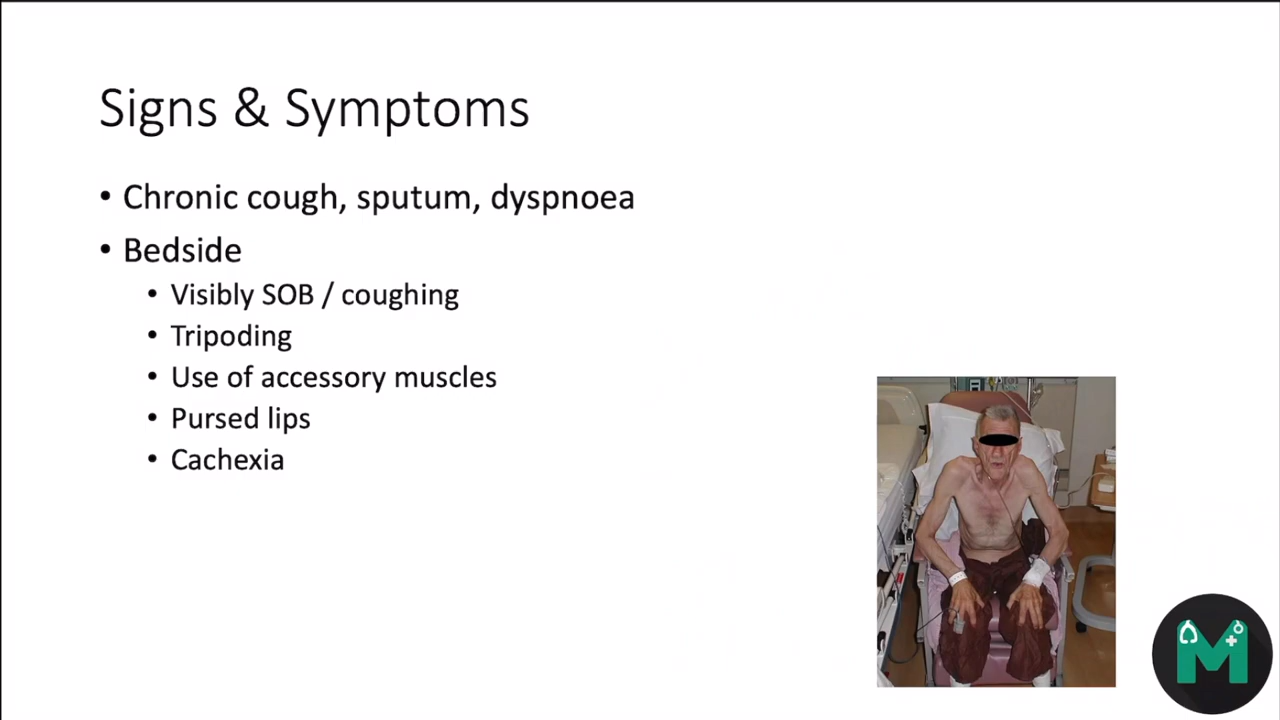 Signs & Symptoms
• Chronic cough, sputum, dyspnoea
• Bedside
• Visibly SOB / coughing
• Tripoding
• Use of accessory muscles
• Pursed lips
• Cachexia
M